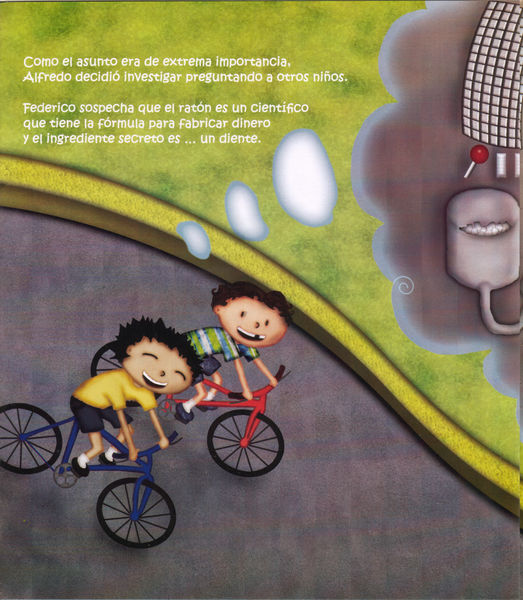 Como el asunto era de extrema importancia,
Alfredo decidió investigar preguntando a otros niños.
Federico sospecha que el ratón es un científico
que tiene la fórmula para fabricar dinero
y el ingrediente secreto es ... un diente.